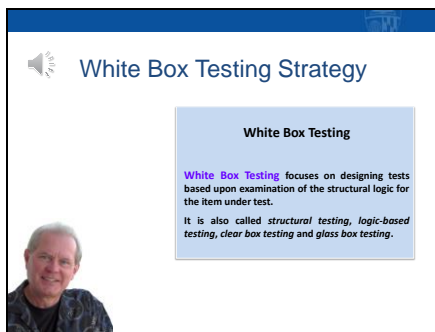 White Box Testing Strategy
White Box Testing
White Box Testing focuses on designing tests
based upon examination of the structural logic for
the item under test.
It is also called structural testing, logic-based
testing, clear box testing and glass box testing.